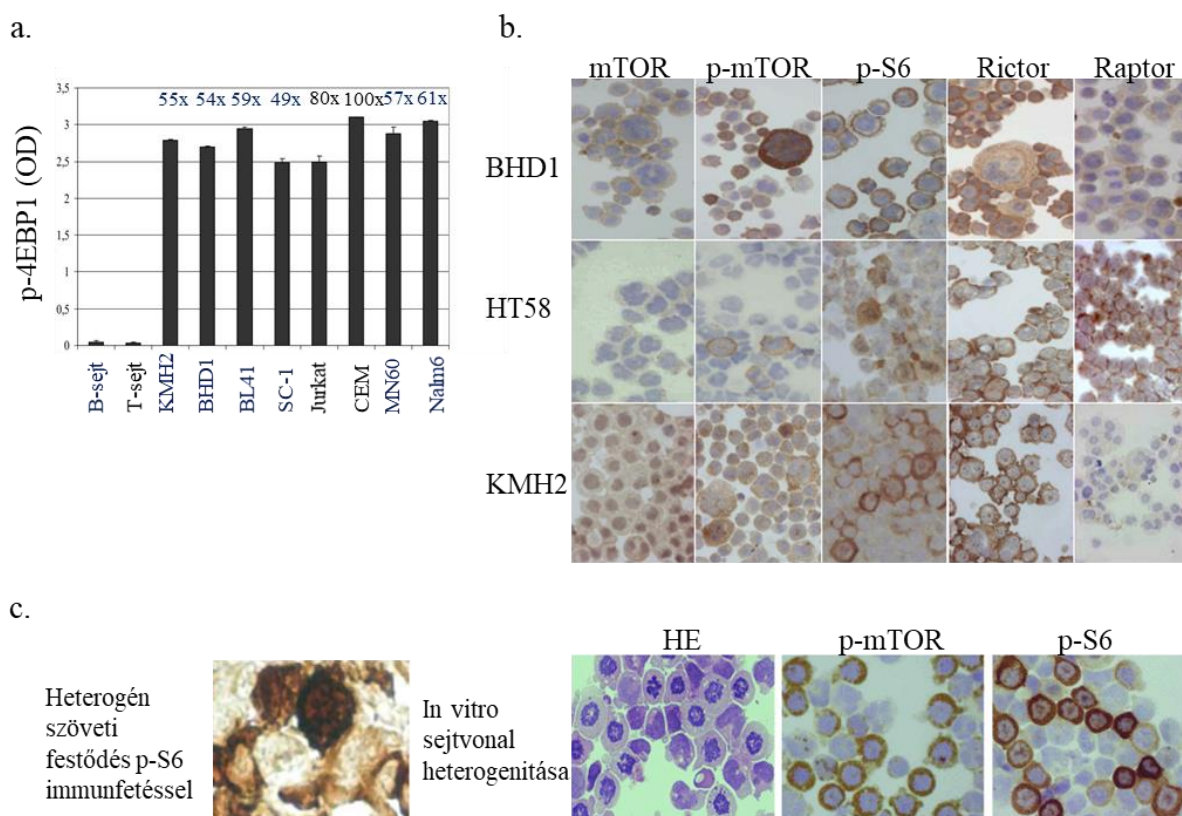 a.
p-4EBP1 (OD)
3,5
3
2,5
2
1,5
1
0,5
0
55x 54x 59x 49x 80x 100x 57x 61x
B-sejt
T-sejt
KMH2
BHD1
BL41
SC-1
Jurkat
CEM
MN60
Nalm6
b.
mTOR p-mTOR p-S6 Rictor Raptor
BHD1
HT58
KMH2
c.
Heterogén
szöveti
festődés p-S6
immunfetéssel
In vitro
sejtvonal
heterogenitása
HE p-mTOR p-S6